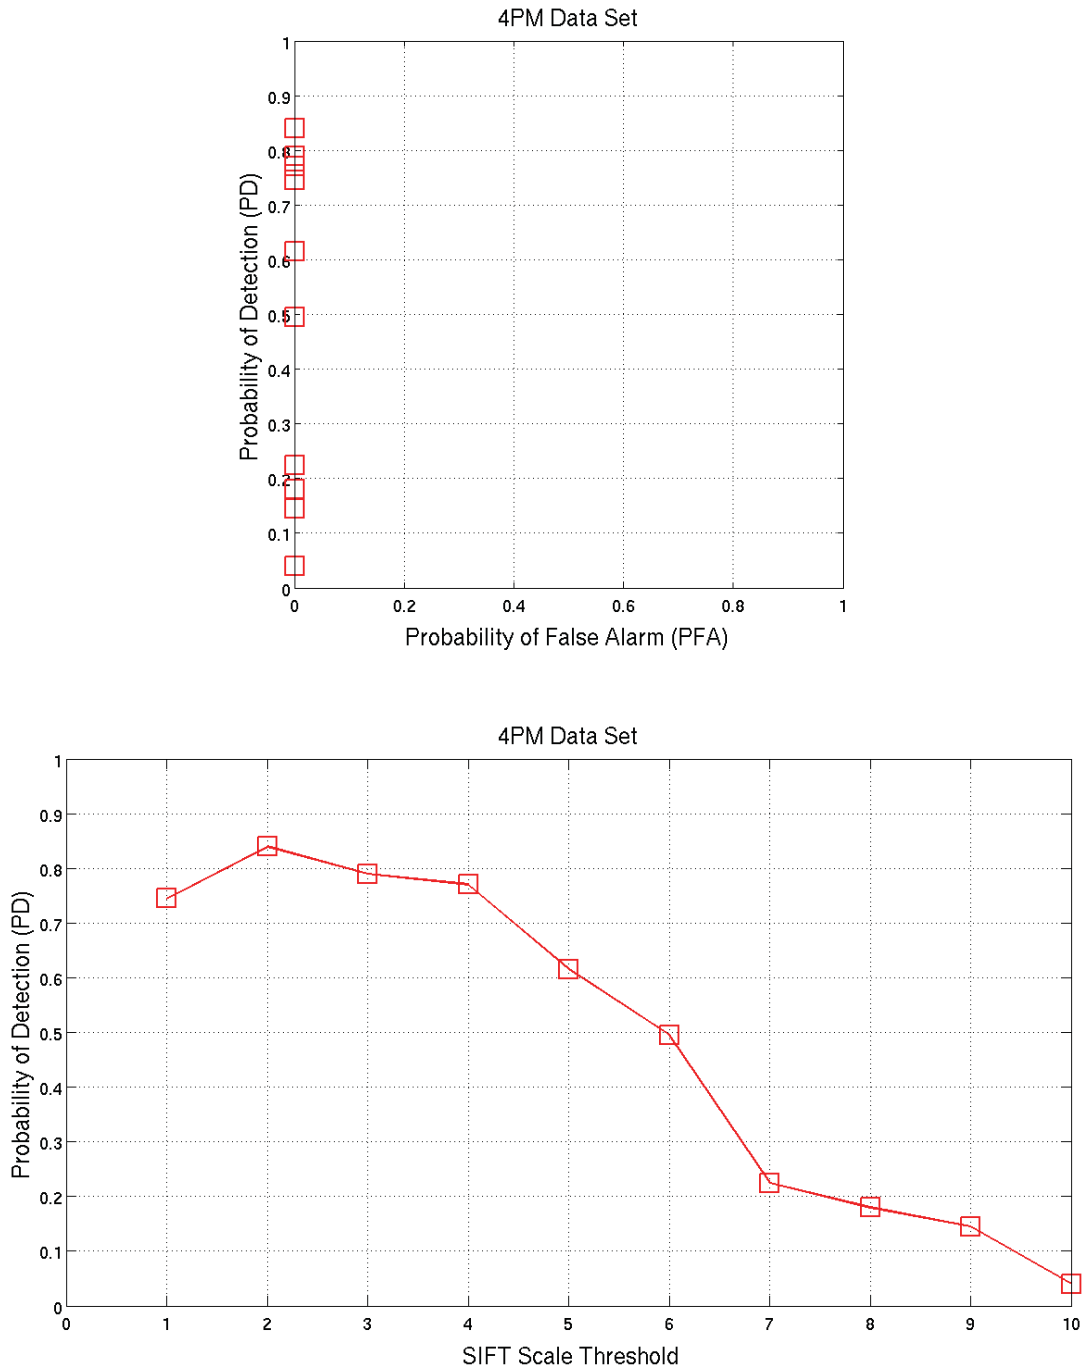 4PM Data Set
1
0.9
0.8
0.7
0.6
0.5
0.4
0.3
0.2
0.1
0
Probability of Detection (PD)
0 0.2 0.4 0.6 0.8 1
Probability of False Alarm (PFA)
4PM Data Set
1
0.9
0.8
0.7
0.6
0.5
0.4
0.3
0.2
0.1
0
Probability of Detection (PD)
0 1 2 3 4 5 6 7 8 9 10
SIFT Scale Threshold